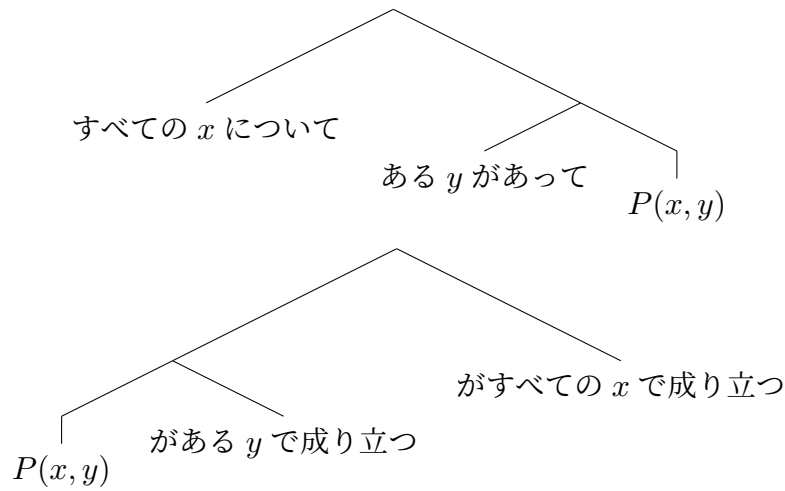 すべての x について
ある y があって
P(x, y)
がすべての x で成り立つ
がある y で成り立つ
P(x, y)